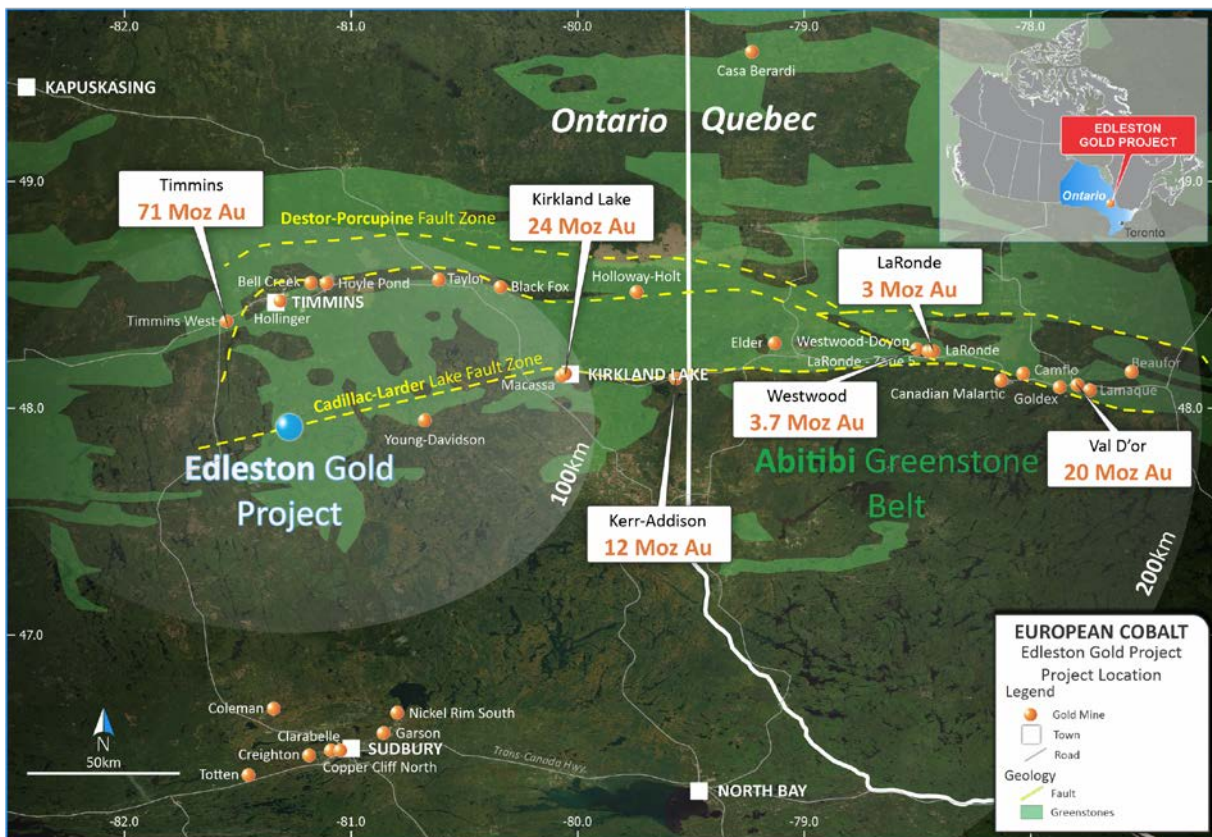 -82.0
-81.0
-80.0
-79.0
-78.0
KAPUSKASING
Casa Berardi
Ontario
Quebec
EDLESTON
GOLD PROJECT
Ontario
Toronto
49.0
49.0
Timmins
71 Moz Au
Destor-Porcupine Fault Zone
Kirkland Lake
24 Moz Au
Bell Creek
Hoyle Pond
Taylor
Black Fox
Holloway-Holt
LaRonde
3 Moz Au
TIMMINS
Hollinger
Timmins West
Elder
Westwood-Doyon
LaRonde
LaRonde - Zone 5
Cadillac-Larder Lake Fault Zone
Macassa
KIRKLAND LAKE
Camflo
Beaufor
Canadian Malartic
Goldex
Lamaque
48.0
48.0
Westwood
3.7 Moz Au
Young-Davidson
Val D'or
20 Moz Au
Edleston Gold
Project
100km
Abitibi Greenstone
Belt
Kerr-Addison
12 Moz Au
200km
47.0
EUROPEAN COBALT
Edleston Gold Project
Project Location
Legend
Gold Mine
Town
Road
Geology
Fault
Greenstones
Coleman
Nickel Rim South
Garson
Clarabelle
Creighton
SUDBURY
Copper Cliff North
Totten
Trans-Canada Hwy.
NORTH BAY
N
50km
-82.0
-81.0
-80.0
-79.0
-78.0